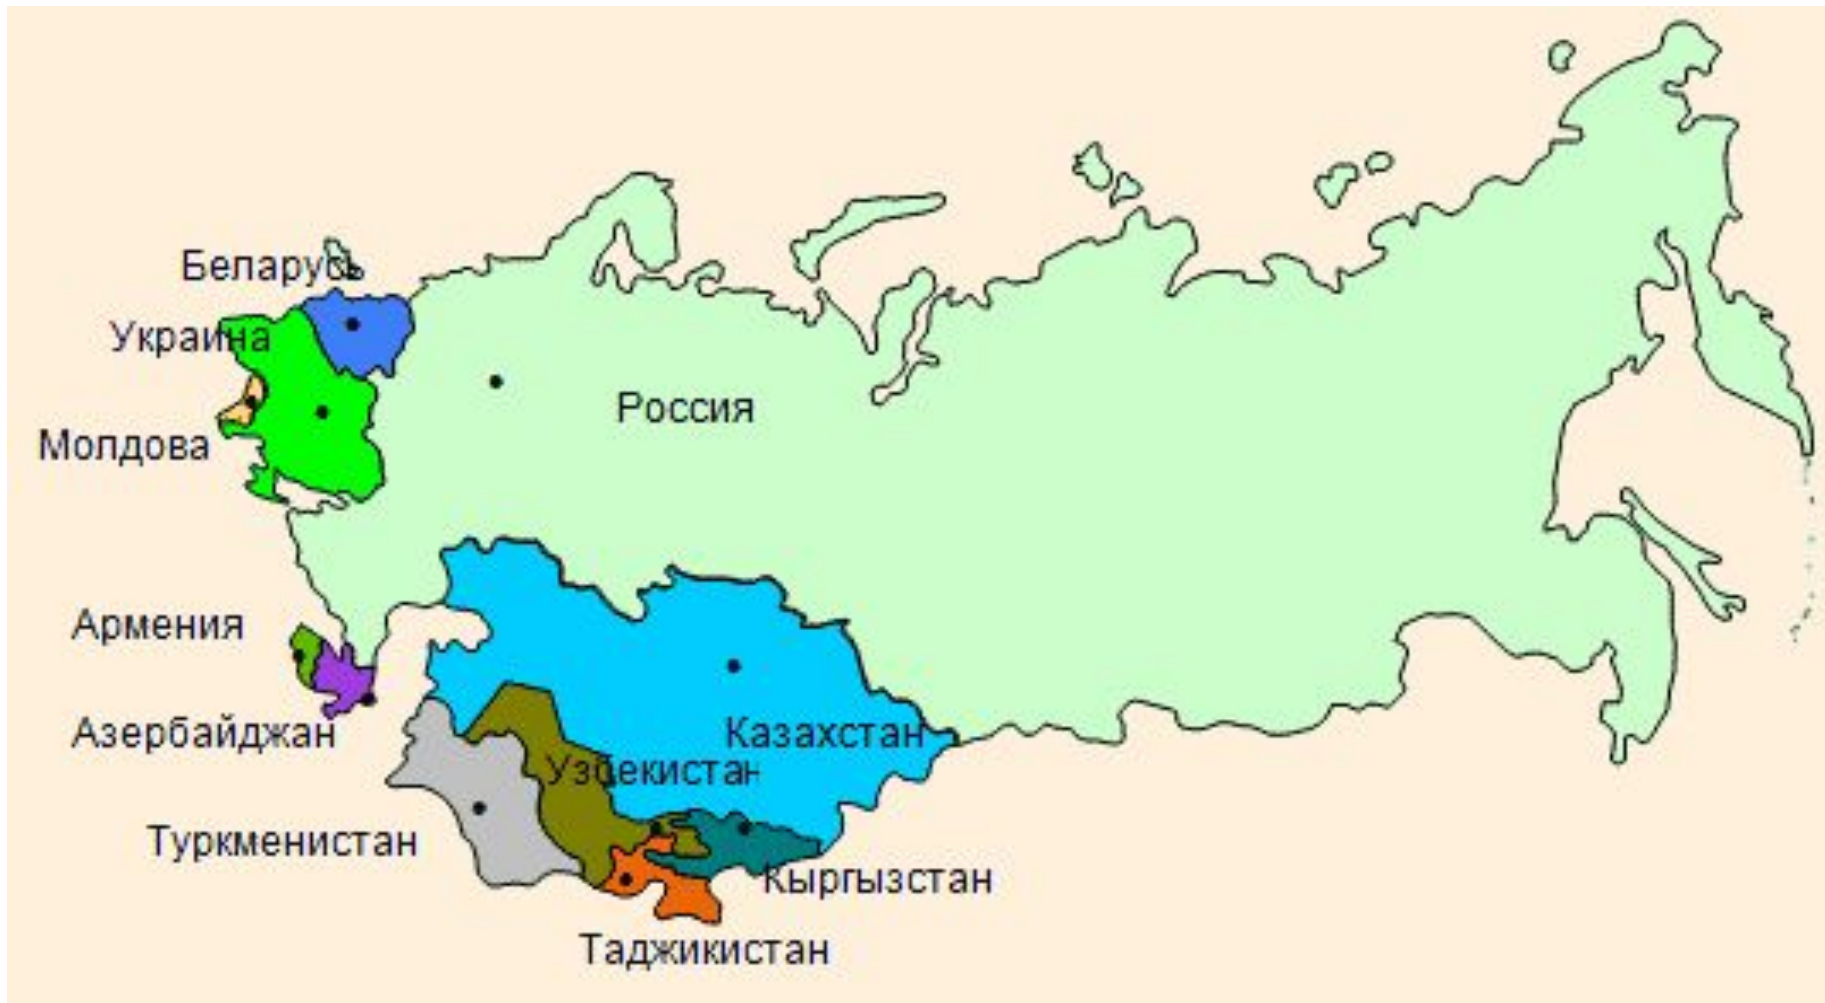 Беларусь
Украина
Россия
Молдова
Армения
Азербайджан
Казахстан
Узбекистан
Туркменистан
Кыргызстан
Таджикистан